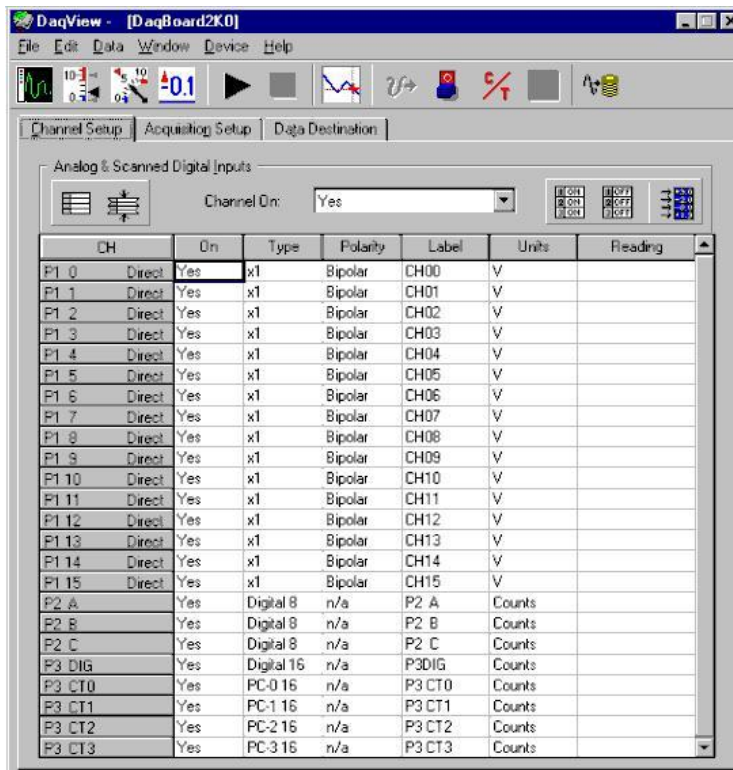 DaqView - [DaqBoard2K0]
File Edit Data Window Device Help
Channel Setup Acquisition Setup Data Destination
Analog & Scanned Digital Inputs
Channel On: Yes
CH On Type Polarity Label Units Reading
P1 0 Direct Yes x1 Bipolar CH00 V
P1 1 Direct Yes x1 Bipolar CH01 V
P1 2 Direct Yes x1 Bipolar CH02 V
P1 3 Direct Yes x1 Bipolar CH03 V
P1 4 Direct Yes x1 Bipolar CH04 V
P1 5 Direct Yes x1 Bipolar CH05 V
P1 6 Direct Yes x1 Bipolar CH06 V
P1 7 Direct Yes x1 Bipolar CH07 V
P1 8 Direct Yes x1 Bipolar CH08 V
P1 9 Direct Yes x1 Bipolar CH09 V
P1 10 Direct Yes x1 Bipolar CH10 V
P1 11 Direct Yes x1 Bipolar CH11 V
P1 12 Direct Yes x1 Bipolar CH12 V
P1 13 Direct Yes x1 Bipolar CH13 V
P1 14 Direct Yes x1 Bipolar CH14 V
P1 15 Direct Yes x1 Bipolar CH15 V
P2 A Yes Digital 8 n/a P2 A Counts
P2 B Yes Digital 8 n/a P2 B Counts
P2 C Yes Digital 8 n/a P2 C Counts
P3 DIG Yes Digital 16 n/a P3DIG Counts
P3 CT0 Yes PC-0 16 n/a P3 CT0 Counts
P3 CT1 Yes PC-1 16 n/a P3 CT1 Counts
P3 CT2 Yes PC-2 16 n/a P3 CT2 Counts
P3 CT3 Yes PC-3 16 n/a P3 CT3 Counts